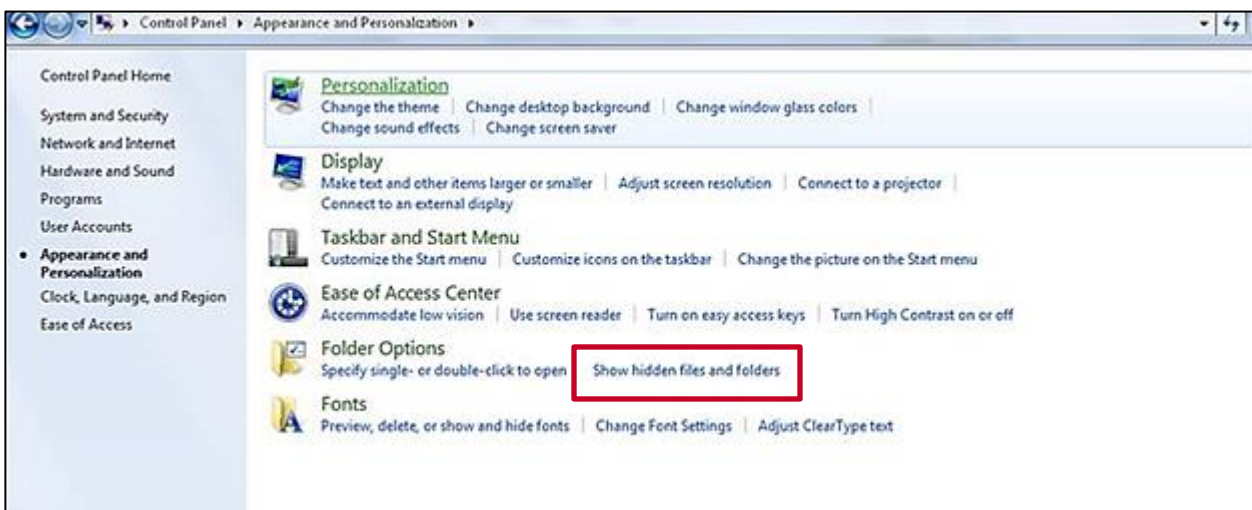 Control Panel Appearance and Personalization
Control Panel Home
System and Security
Network and Internet
Hardware and Sound
Programs
User Accounts
Appearance and
Personalization
Clock, Language, and Region
Ease of Access
Personalization
Change the theme Change desktop background Change window glass colors
Change sound effects Change screen saver
Display
Make text and other items larger or smaller Adjust screen resolution Connect to a projector
Connect to an external display
Taskbar and Start Menu
Customize the Start menu Customize icons on the taskbar Change the picture on the Start menu
Ease of Access Center
Accommodate low vision Use screen reader Turn on easy access keys Turn High Contrast on or off
Folder Options
Specify single- or double-click to open Show hidden files and folders
Fonts
Preview, delete, or show and hide fonts Change Font Settings Adjust ClearType text